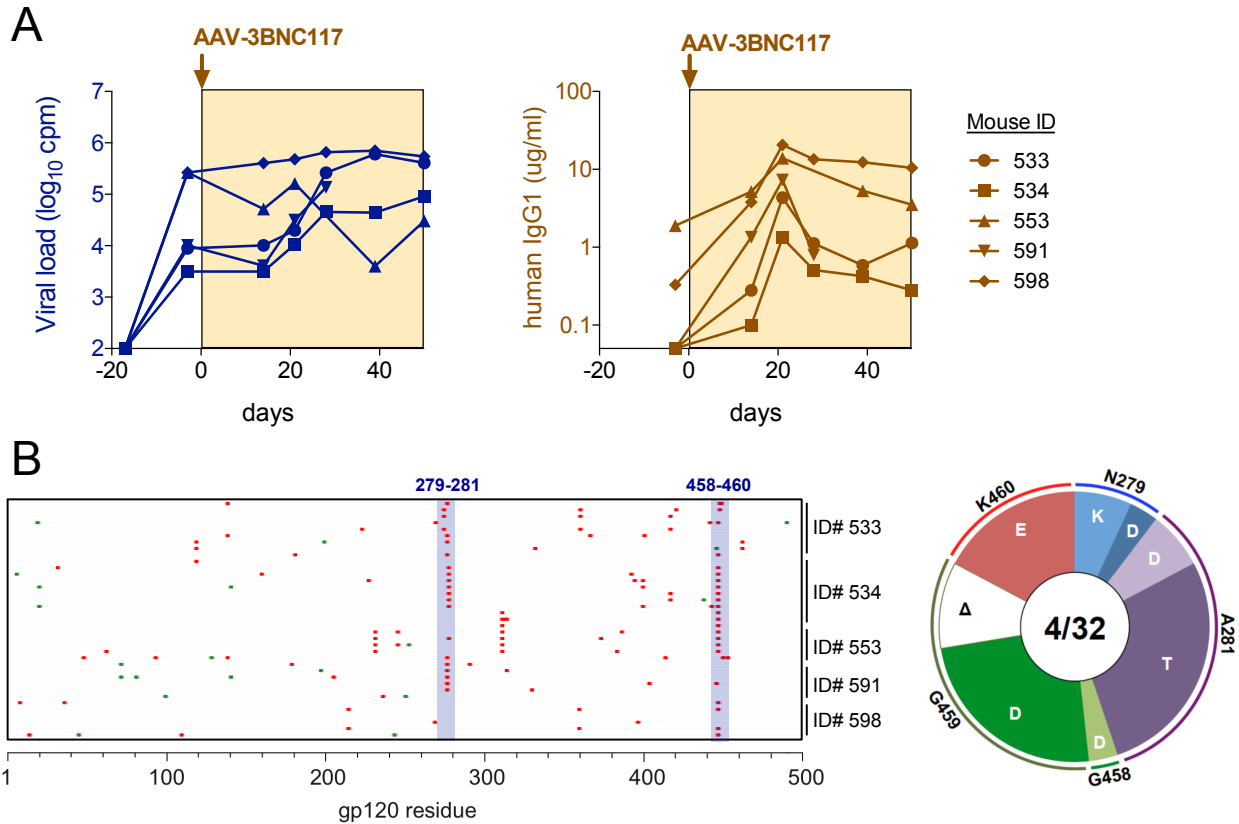 A
AAV-3BNC117
AAV-3BNC117
Viral load (log10 cpm)
7
6
5
4
3
2
-20
0
20
40
days
human IgG1 (ug/ml)
100
10
1
0.1
-20
0
20
40
days
Mouse ID
533
534
553
591
598
B
279-281
458-460
ID# 533
ID# 534
ID# 553
ID# 591
ID# 598
1
100
200
300
400
500
gp120 residue
K460
N279
A281
G458
G459
E
K
D
D
T
D
D
Δ
4/32